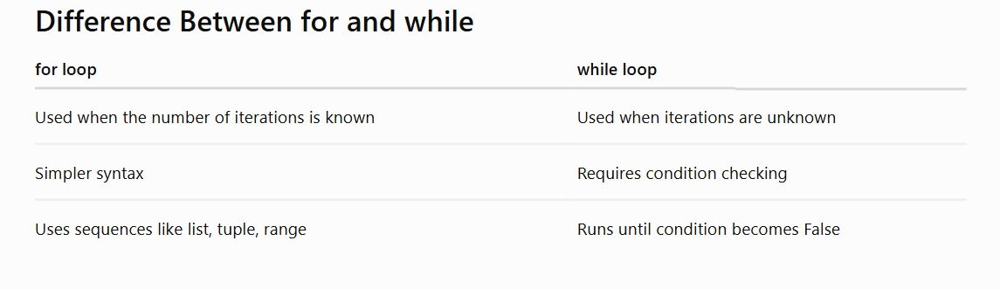 Difference Between for and while
for loop while loop
Used when the number of iterations is known Used when iterations are unknown
Simpler syntax Requires condition checking
Uses sequences like list, tuple, range Runs until condition becomes False